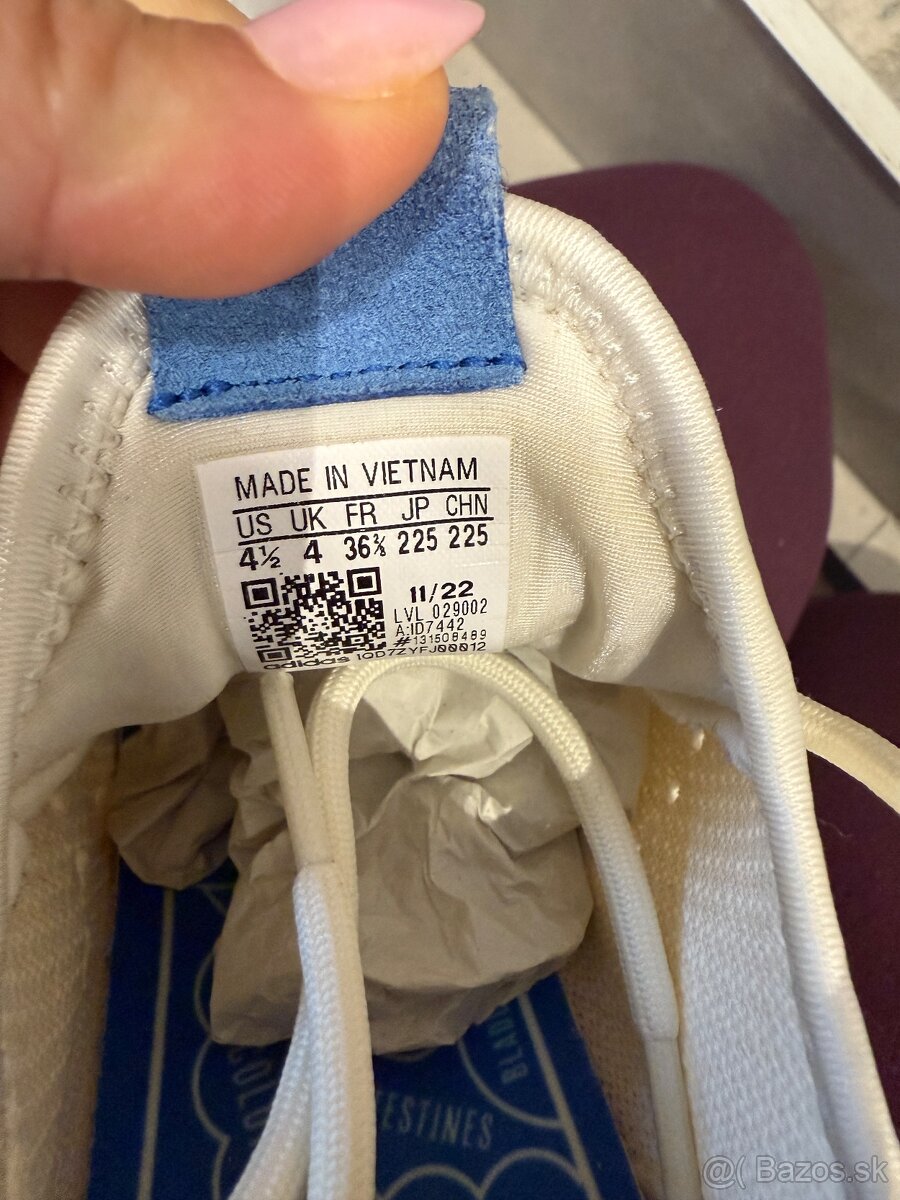 MADE IN VIETNAM
US UK FR JP CHN
4½ 4 36⅔ 225 225
11/22
LVL 029002
A:ID7442
#131508489
adidas 1QD7ZYFJ00012
ESTINES
@( Bazos.sk